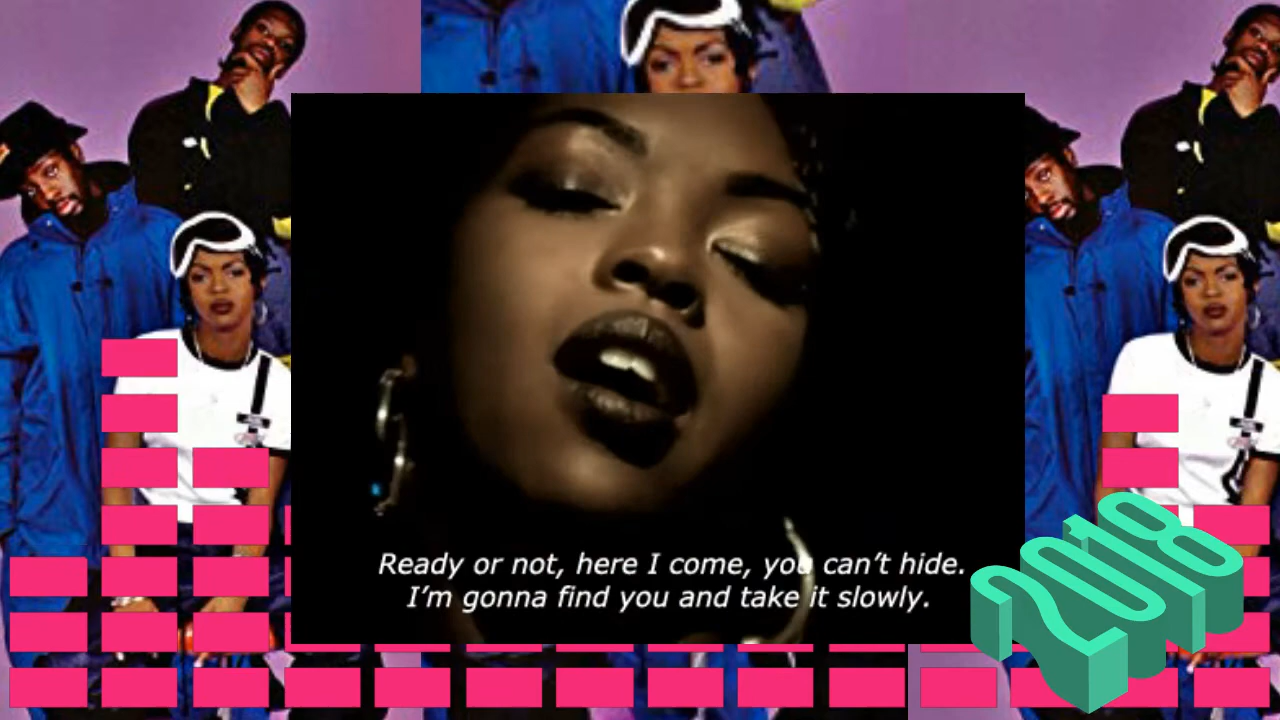 Ready or not, here I come, you can’t hide.
I’m gonna find you and take it slowly.
2018